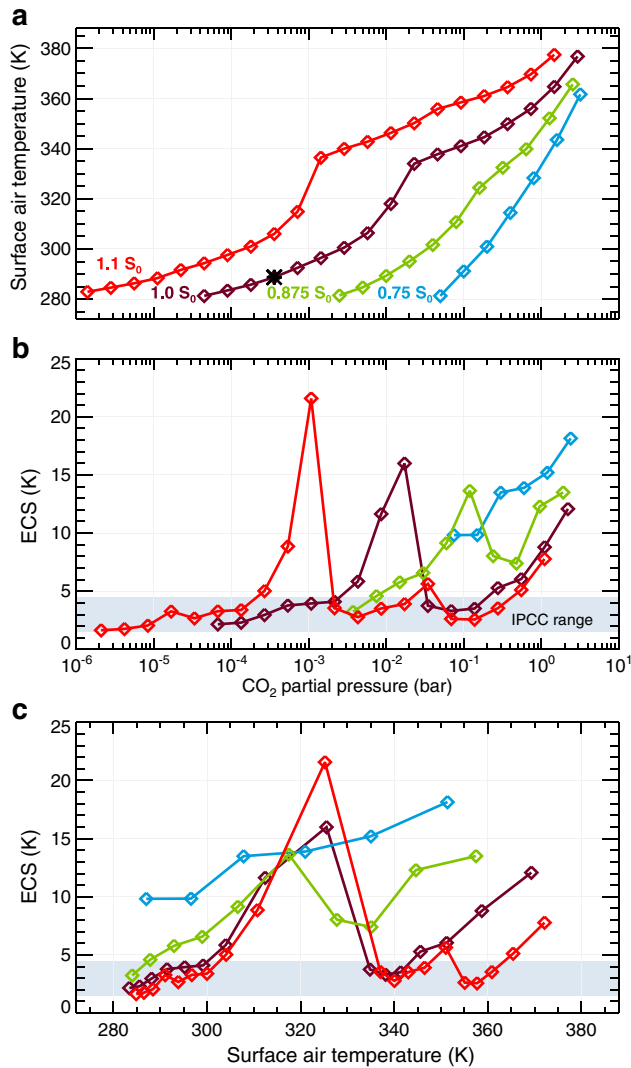 a
Surface air temperature (K)
380
360
340
320
300
280
1.1 S₀
1.0 S₀
0.875 S₀
0.75 S₀
b
ECS (K)
25
20
15
10
5
0
IPCC range
10⁻⁶ 10⁻⁵ 10⁻⁴ 10⁻³ 10⁻² 10⁻¹ 10⁰ 10¹
CO₂ partial pressure (bar)
c
ECS (K)
25
20
15
10
5
0
280 300 320 340 360 380
Surface air temperature (K)